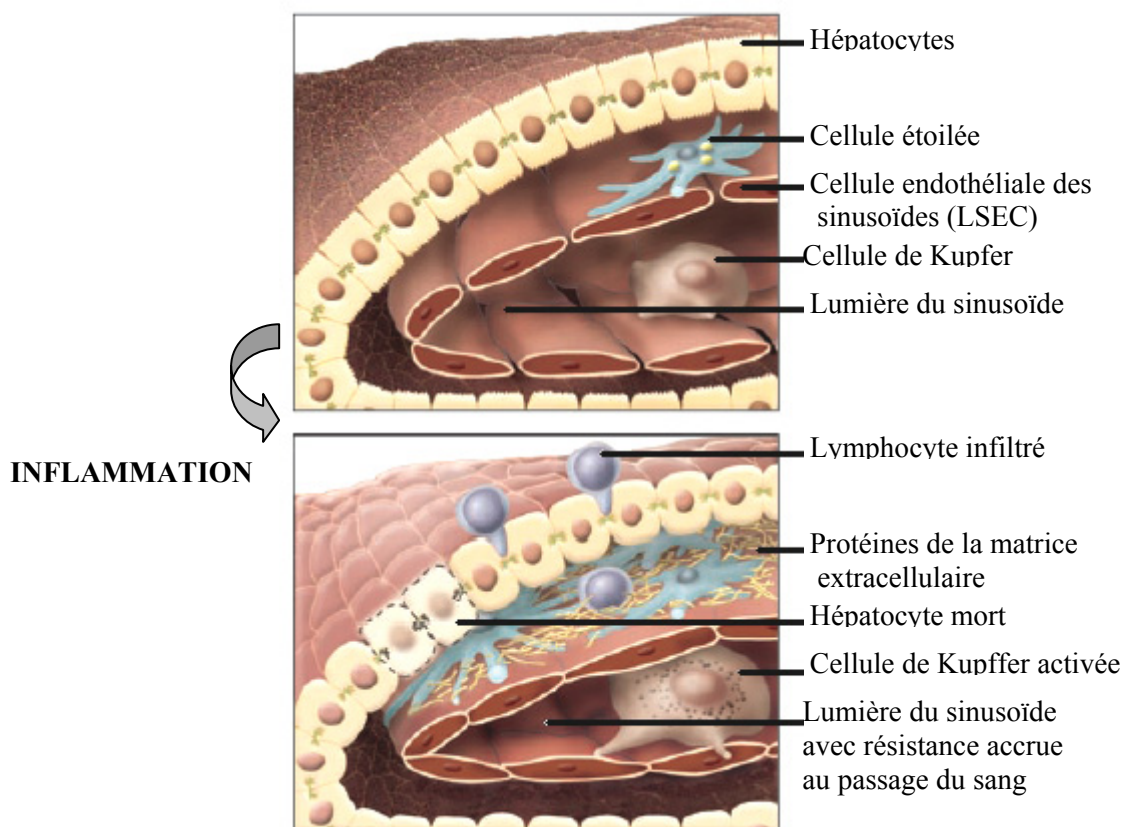 Hépatocytes
Cellule étoilée
Cellule endothéliale des
sinusoïdes (LSEC)
Cellule de Kupfer
Lumière du sinusoïde
INFLAMMATION
Lymphocyte infiltré
Protéines de la matrice
extracellulaire
Hépatocyte mort
Cellule de Kupffer activée
Lumière du sinusoïde
avec résistance accrue
au passage du sang